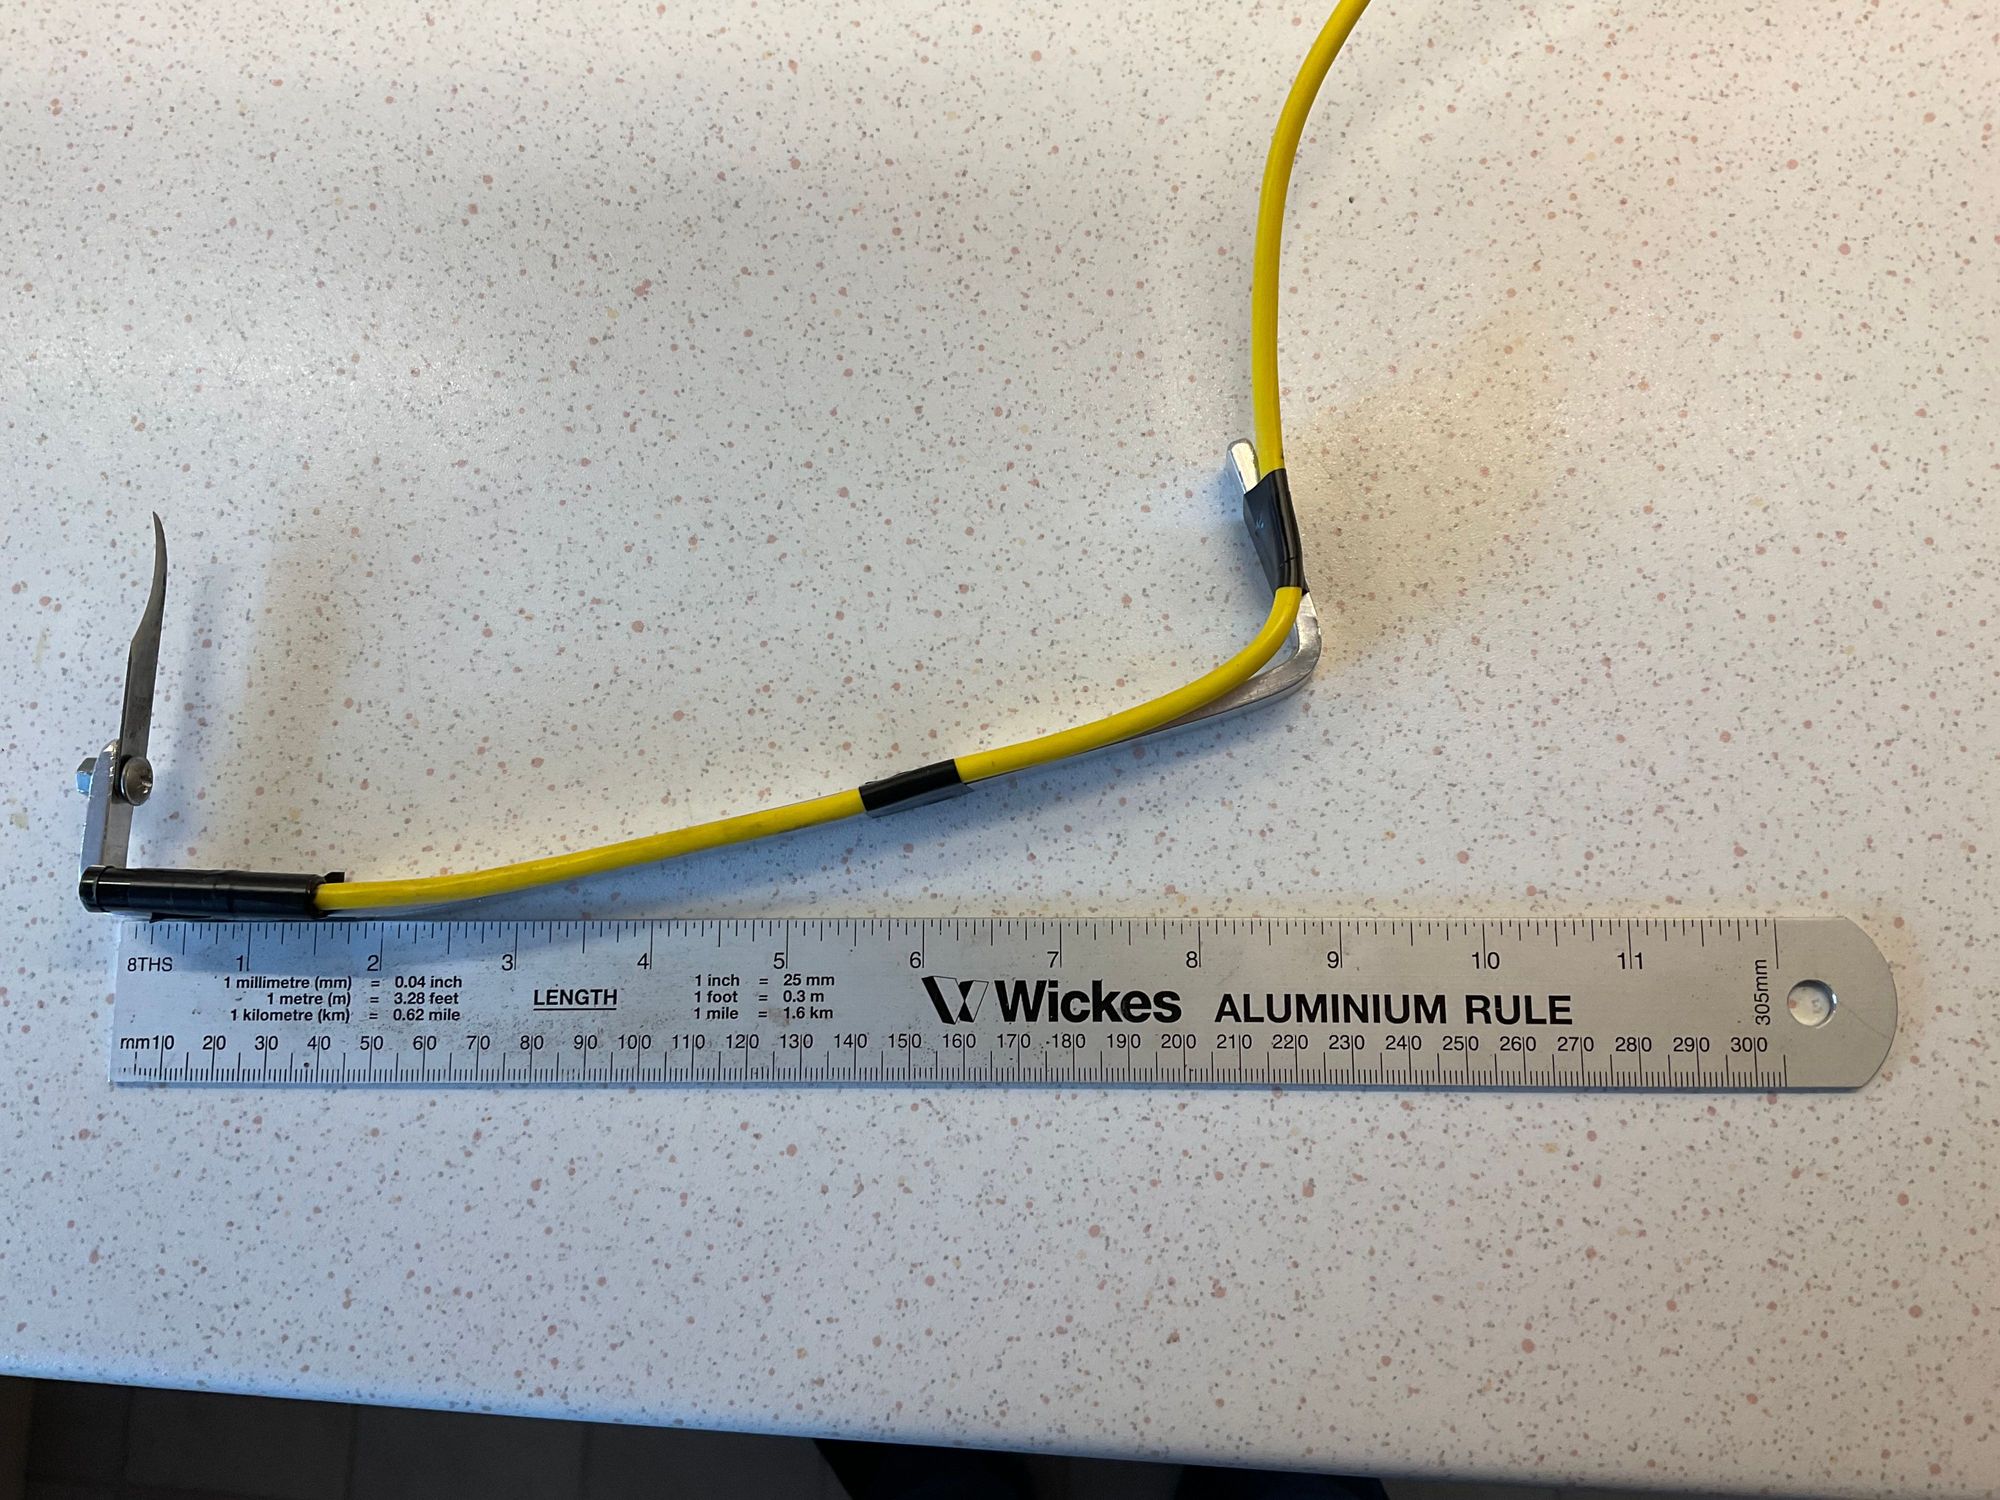 8THS 1 2 3 4 5 6 7 8 9 10 11
1 millimetre (mm) = 0.04 inch
1 metre (m) = 3.28 feet
1 kilometre (km) = 0.62 mile
LENGTH
1 inch = 25 mm
1 foot = 0.3 m
1 mile = 1.6 km
Wickes ALUMINIUM RULE
305mm
mm 10 20 30 40 50 60 70 80 90 100 110 120 130 140 150 160 170 180 190 200 210 220 230 240 250 260 270 280 290 300